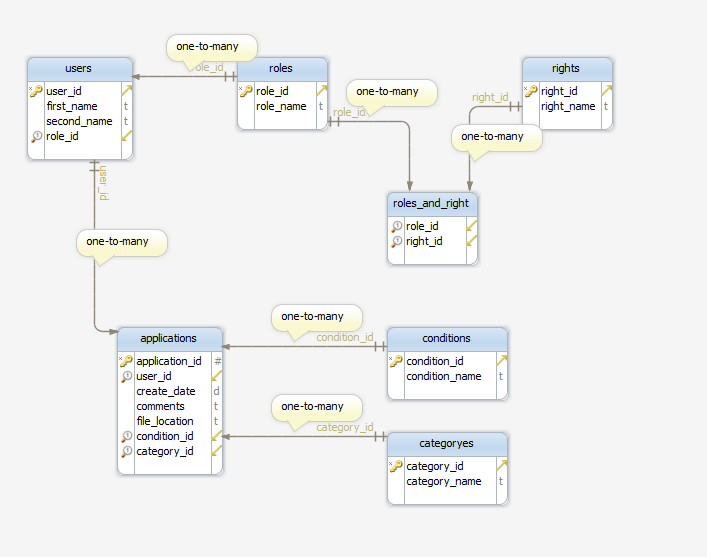 one-to-many
users
role_id
roles
rights
user_id
first_name t
second_name t
role_id
role_id
role_name t
right_id
right_name t
one-to-many
right_id
role_id
one-to-many
user_id
roles_and_right
role_id
right_id
one-to-many
one-to-many
applications
condition_id
conditions
application_id #
user_id
create_date d
comments t
file_location t
condition_id
category_id
condition_id
condition_name t
one-to-many
category_id
categoryes
category_id
category_name t